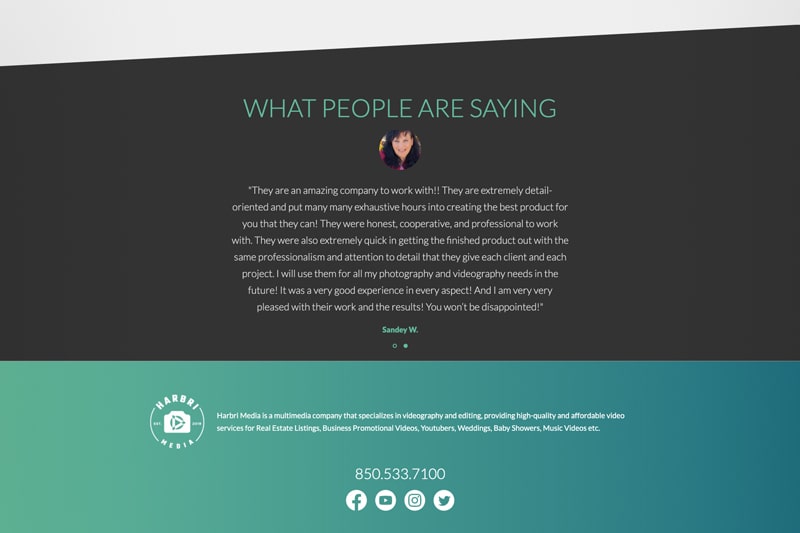 WHAT PEOPLE ARE SAYING
"They are an amazing company to work with!! They are extremely detail-
oriented and put many many exhaustive hours into creating the best product for
you that they can! They were honest, cooperative, and professional to work
with. They were also extremely quick in getting the finished product out with the
same professionalism and attention to detail that they give each client and each
project. I will use them for all my photography and videography needs in the
future! It was a very good experience in every aspect! And I am very very
pleased with their work and the results! You won't be disappointed!"
Sandey W.
HARBRI
EST. 2018
MEDIA
Harbri Media is a multimedia company that specializes in videography and editing, providing high-quality and affordable video
services for Real Estate Listings, Business Promotional Videos, Youtubers, Weddings, Baby Showers, Music Videos etc.
850.533.7100